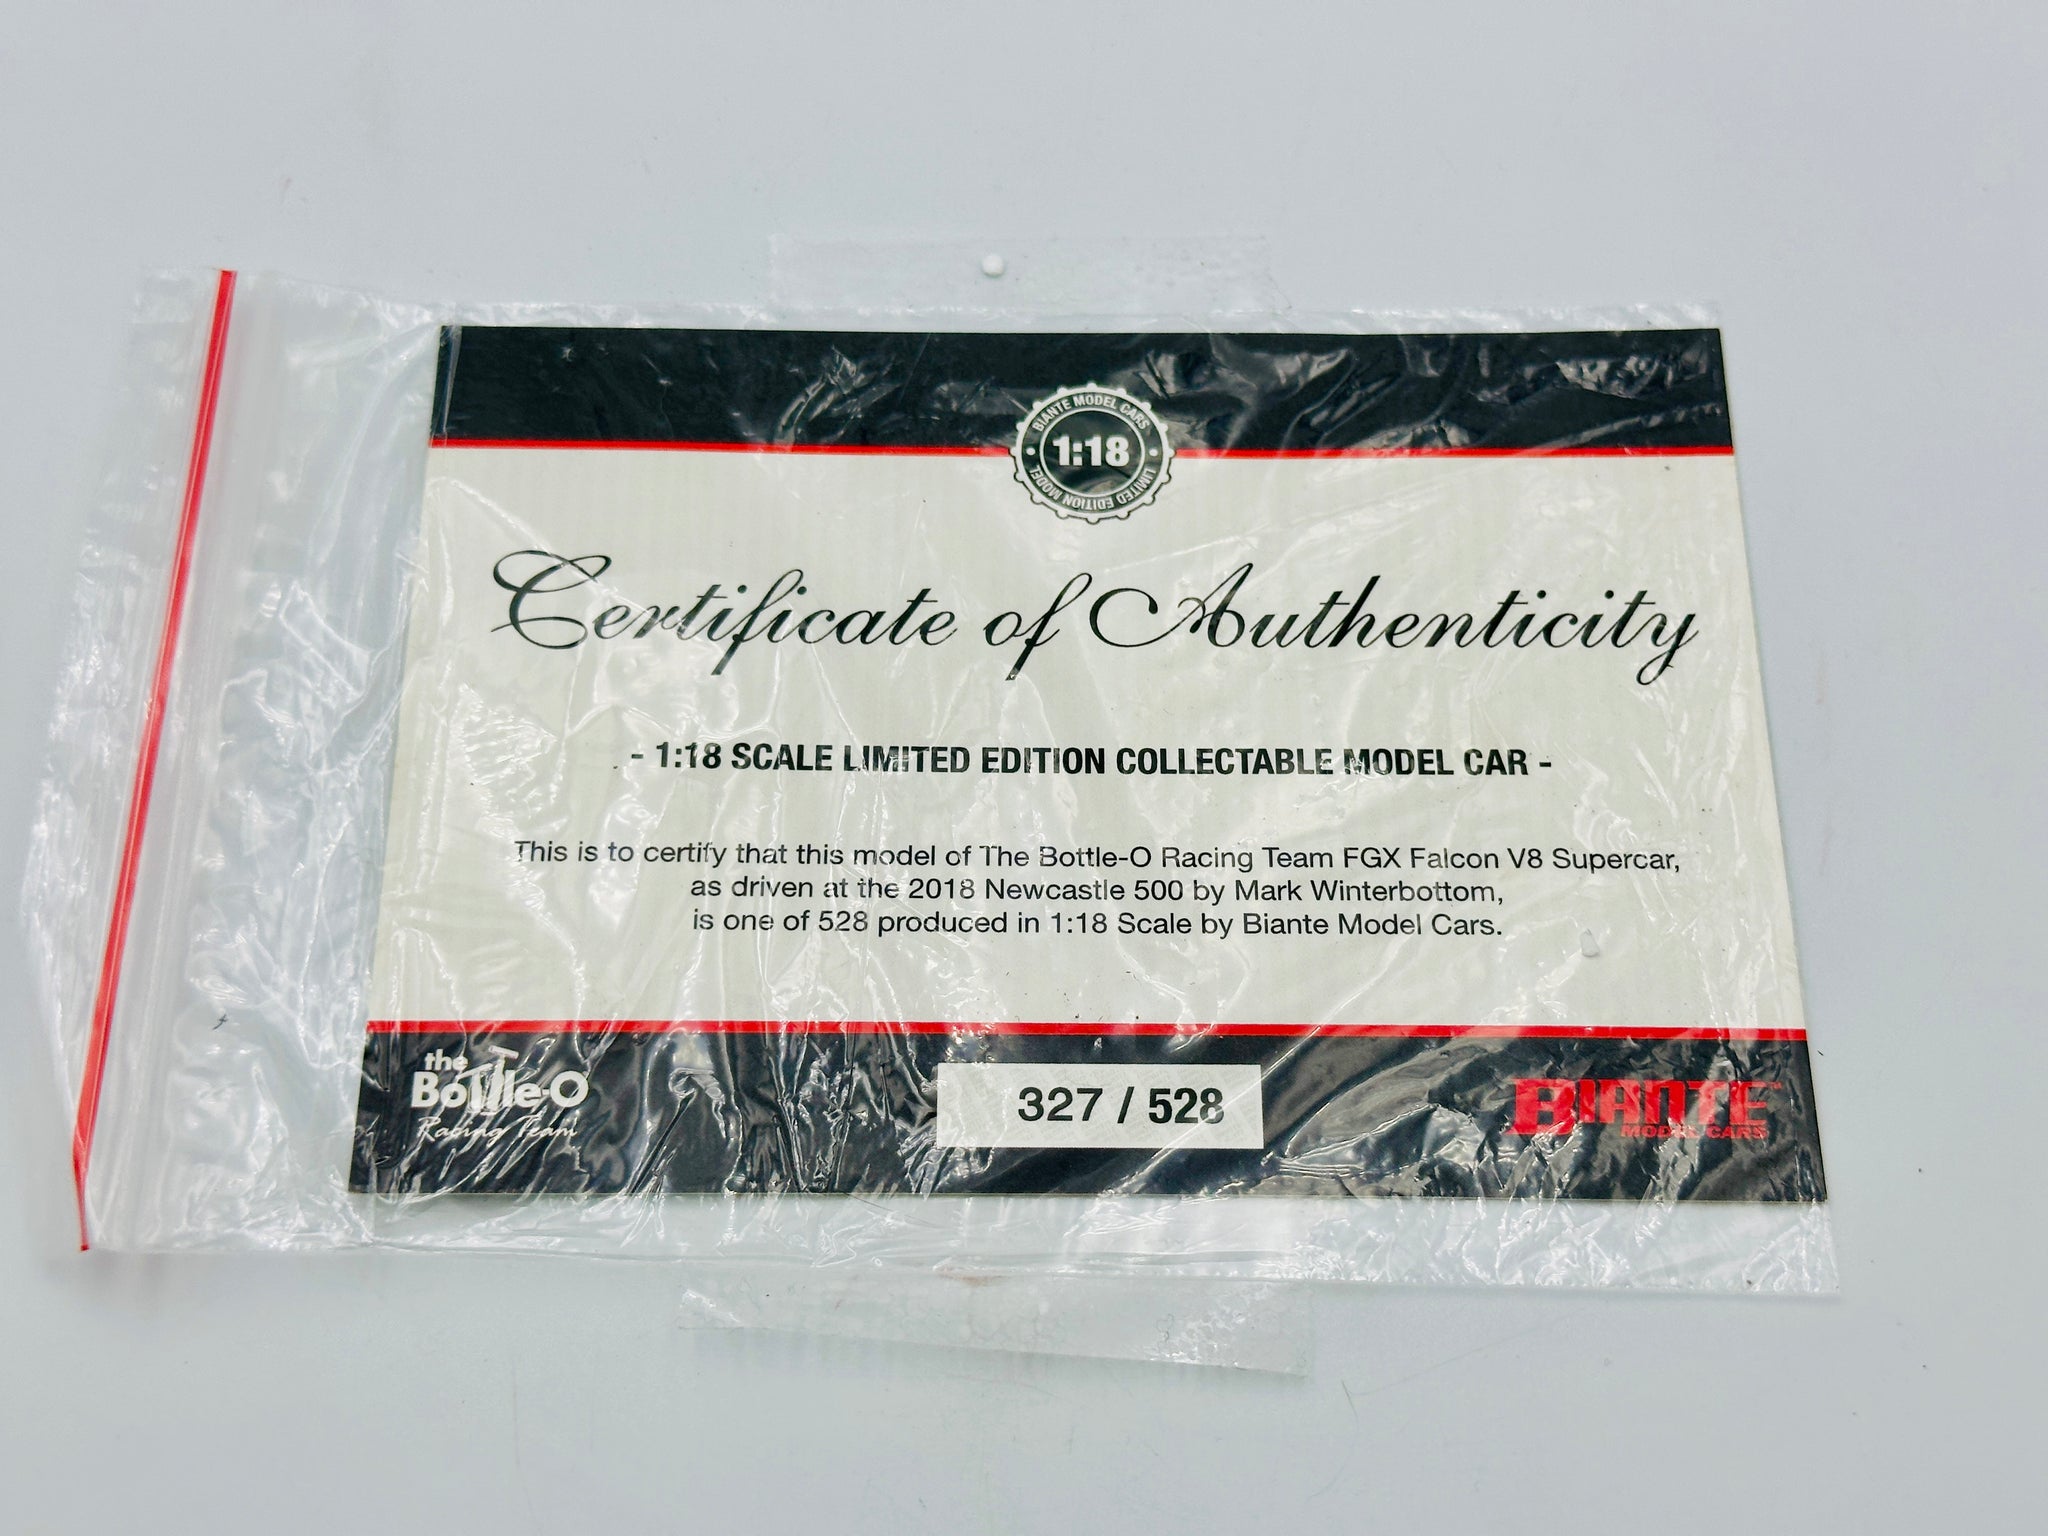 BIANTE MODEL CARS
1:18
LIMITED EDITION MODEL
Certificate of Authenticity
- 1:18 SCALE LIMITED EDITION COLLECTABLE MODEL CAR -
This is to certify that this model of The Bottle-O Racing Team FGX Falcon V8 Supercar,
as driven at the 2018 Newcastle 500 by Mark Winterbottom,
is one of 528 produced in 1:18 Scale by Biante Model Cars.
the
Bottle-O
Racing Team
327 / 528
BIANTE™
MODEL CARS